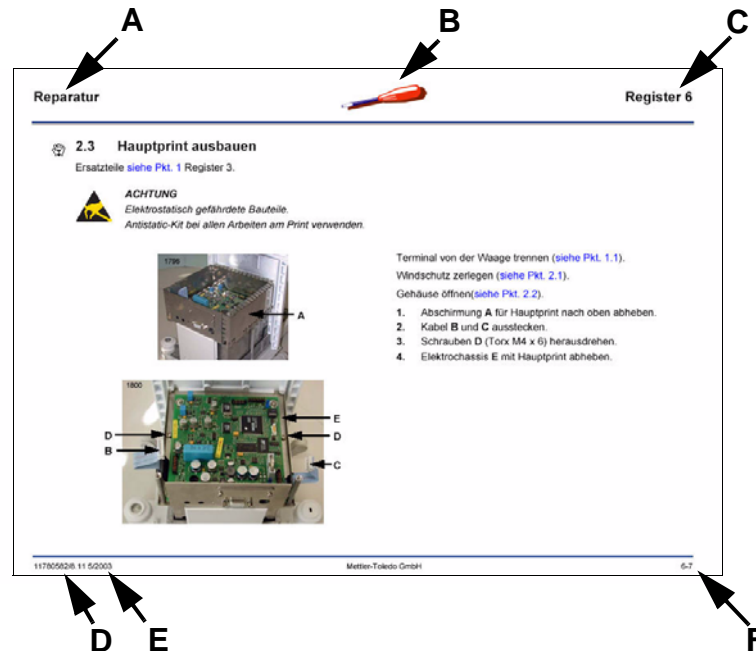 A
B
C
Reparatur
Register 6
2.3 Hauptprint ausbauen
Ersatzteile siehe Pkt. 1 Register 3.
ACHTUNG
Elektrostatisch gefährdete Bauteile.
Antistatic-Kit bei allen Arbeiten am Print verwenden.
1799
A
Terminal von der Waage trennen (siehe Pkt. 1.1).
Windschutz zerlegen (siehe Pkt. 2.1).
Gehäuse öffnen(siehe Pkt. 2.2).
1. Abschirmung A für Hauptprint nach oben abheben.
2. Kabel B und C ausstecken.
3. Schrauben D (Torx M4 x 6) herausdrehen.
4. Elektrochassis E mit Hauptprint abheben.
1800
E
D
D
B
C
11780582/8.11 5/2003
Mettler-Toledo GmbH
6-7
D
E
F